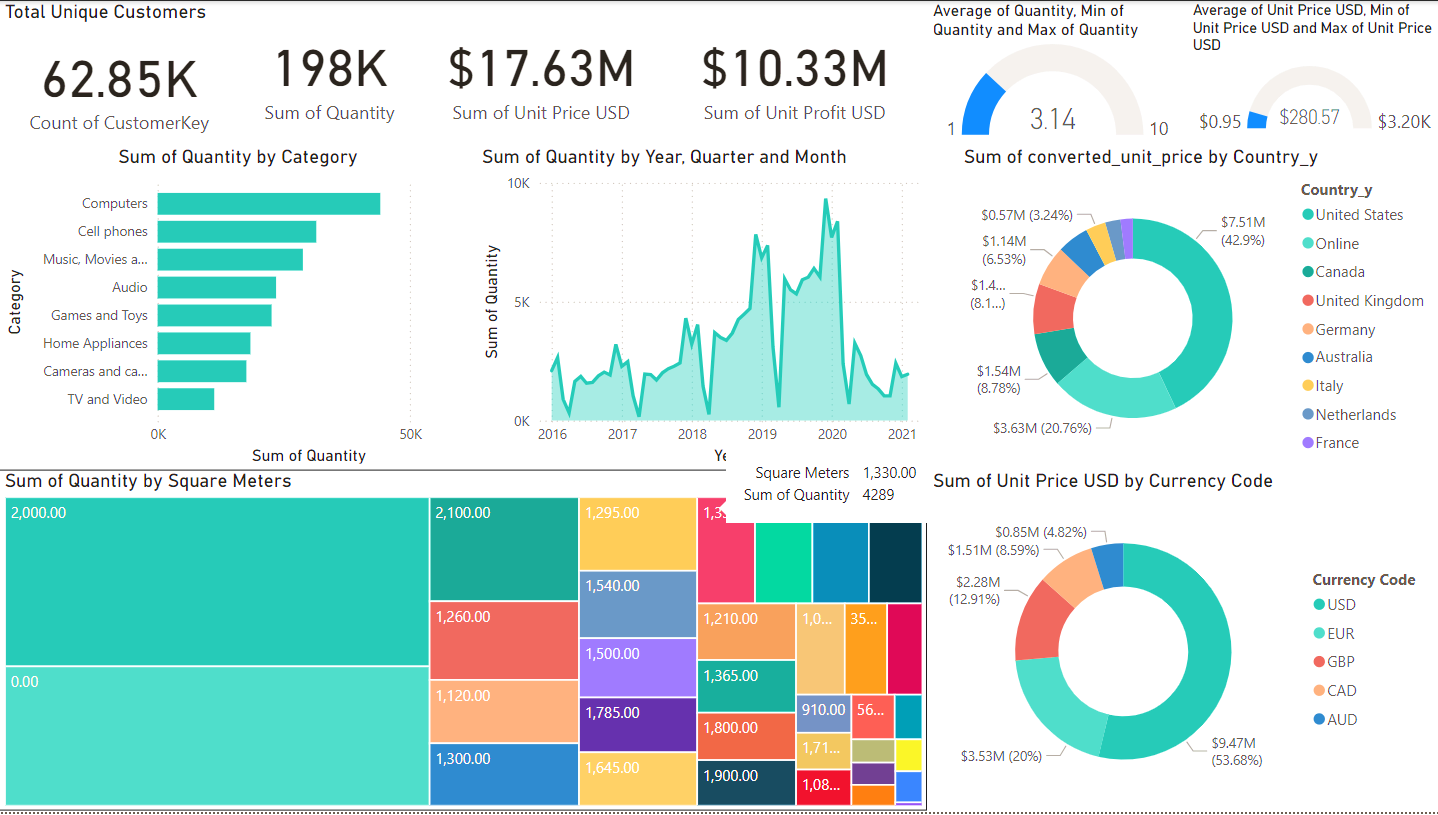 Total Unique Customers
62.85K
Count of CustomerKey
198K
Sum of Quantity
$17.63M
Sum of Unit Price USD
$10.33M
Sum of Unit Profit USD
Average of Quantity, Min of
Quantity and Max of Quantity
1
3.14
10
Average of Unit Price USD, Min of
Unit Price USD and Max of Unit Price
USD
$0.95
$280.57
$3.20K
Sum of Quantity by Category
Category
Computers
Cell phones
Music, Movies a...
Audio
Games and Toys
Home Appliances
Cameras and ca...
TV and Video
0K
50K
Sum of Quantity
Sum of Quantity by Year, Quarter and Month
Sum of Quantity
10K
5K
0K
2016
2017
2018
2019
2020
2021
Sum of converted_unit_price by Country_y
$0.57M (3.24%)
$1.14M
(6.53%)
$1.4...
(8.1...)
$1.54M
(8.78%)
$3.63M (20.76%)
$7.51M
(42.9%)
Country_y
United States
Online
Canada
United Kingdom
Germany
Australia
Italy
Netherlands
France
Sum of Quantity by Square Meters
Square Meters 1,330.00
Sum of Quantity 4289
2,000.00
0.00
2,100.00
1,260.00
1,120.00
1,300.00
1,295.00
1,540.00
1,500.00
1,785.00
1,645.00
1,210.00
1,365.00
1,800.00
1,900.00
1,0...
35...
910.00
56...
1,71...
1,08...
Sum of Unit Price USD by Currency Code
$0.85M (4.82%)
$1.51M (8.59%)
$2.28M
(12.91%)
$3.53M (20%)
$9.47M
(53.68%)
Currency Code
USD
EUR
GBP
CAD
AUD